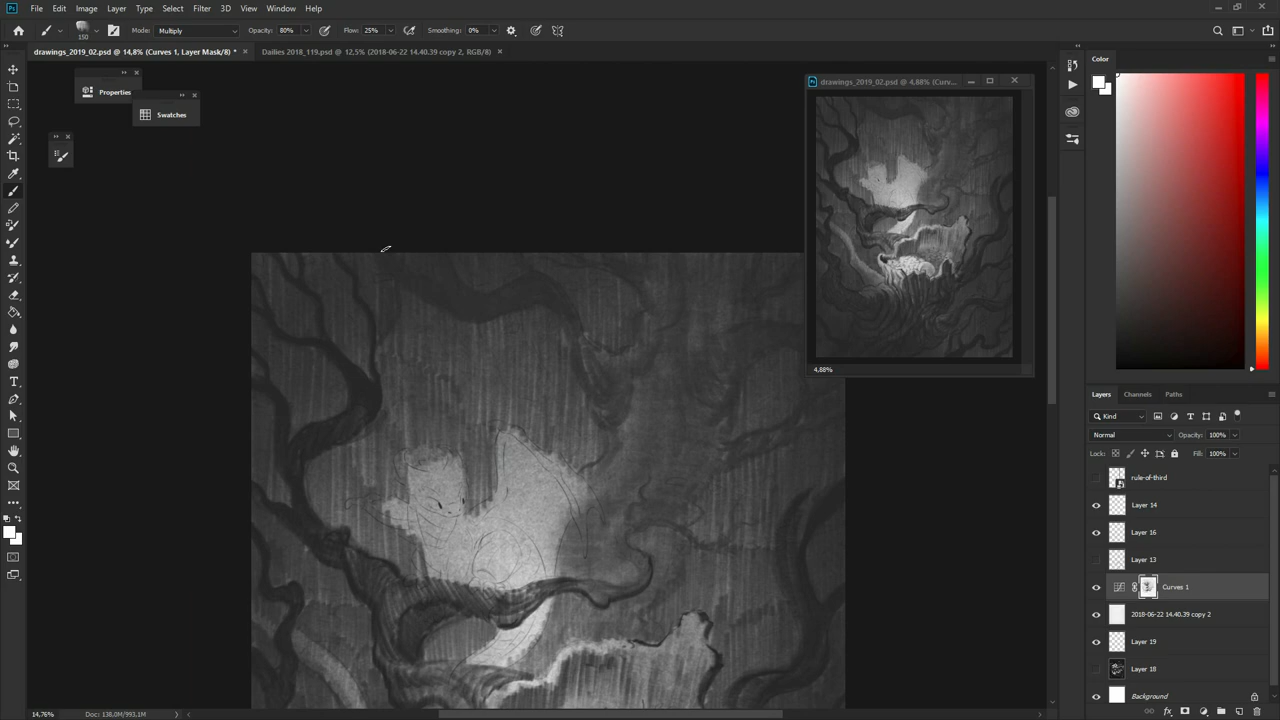 Ps File Edit Image Layer Type Select Filter 3D View Window Help
150 Mode: Multiply Opacity: 80% Flow: 25% Smoothing: 0%
drawings_2019_02.psd @ 14,8% (Curves 1, Layer Mask/8) * Dailies 2018_119.psd @ 12,5% (2018-06-22 14.40.39 copy 2, RGB/8)
Properties
Swatches
drawings_2019_02.psd @ 4,88% (Curv...
4,88%
Color
Layers Channels Paths
Kind
Normal Opacity: 100%
Lock: Fill: 100%
rule-of-third
Layer 14
Layer 16
Layer 13
Curves 1
2018-06-22 14.40.39 copy 2
Layer 19
Layer 18
Background
14,76% Doc: 138,0M/993,1M